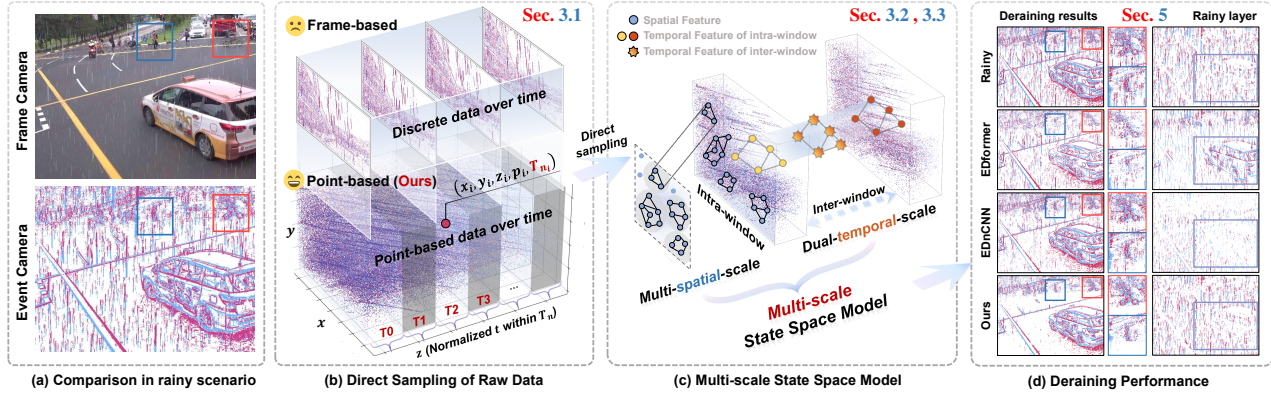 Frame Camera
Event Camera
(a) Comparison in rainy scenario
Frame-based
Sec. 3.1
Discrete data over time
Point-based (Ours)
(x_i, y_i, z_i, p_i, T_{n_i})
Point-based data over time
y
x
T0
T1
T2
T3
...
z (Normalized t within T_n)
(b) Direct Sampling of Raw Data
Direct
sampling
Sec. 3.2 , 3.3
Spatial Feature
Temporal Feature of intra-window
Temporal Feature of inter-window
Intra-window
Inter-window
Multi-spatial-scale
Dual-temporal-scale
Multi-scale
State Space Model
(c) Multi-scale State Space Model
Deraining results
Sec. 5
Rainy layer
Rainy
EDformer
EDnCNN
Ours
(d) Deraining Performance